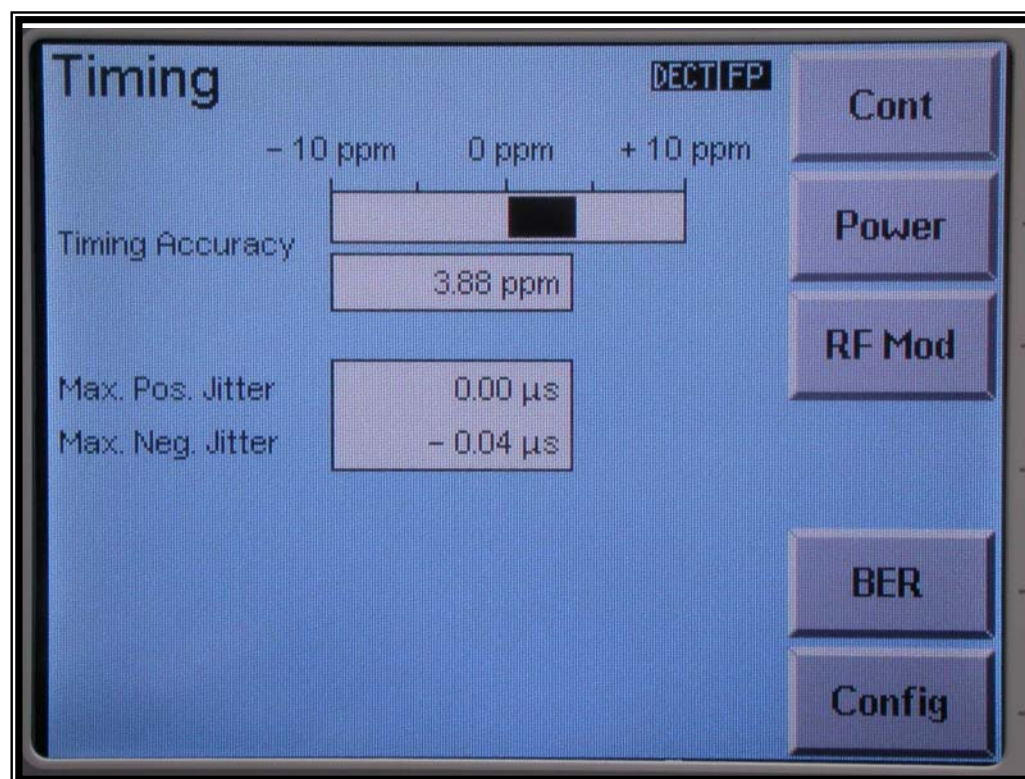 Timing
DECT FP
– 10 ppm 0 ppm + 10 ppm
Timing Accuracy
3.88 ppm
Max. Pos. Jitter 0.00 µs
Max. Neg. Jitter – 0.04 µs
Cont
Power
RF Mod
BER
Config